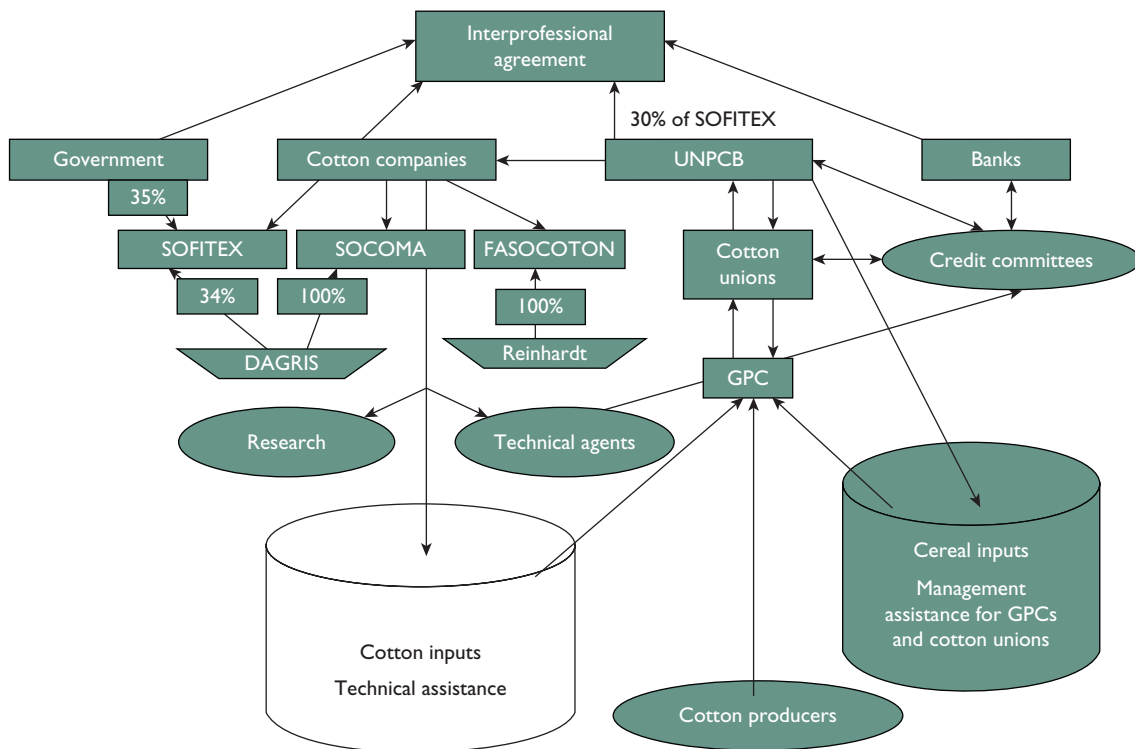 Interprofessional
agreement
30% of SOFITEX
Government
Cotton companies
UNPCB
Banks
35%
SOFITEX
SOCOMA
FASOCOTON
Cotton
unions
Credit committees
34%
100%
100%
DAGRIS
Reinhardt
GPC
Research
Technical agents
Cereal inputs
Management
assistance for GPCs
and cotton unions
Cotton inputs
Technical assistance
Cotton producers